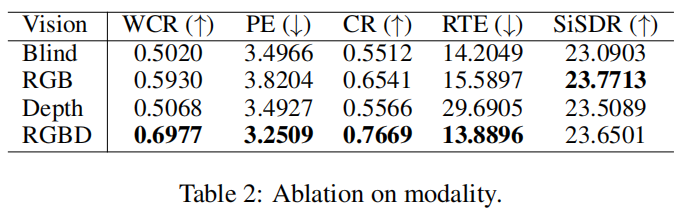 Vision WCR (↑) PE (↓) CR (↑) RTE (↓) SiSDR (↑)
Blind 0.5020 3.4966 0.5512 14.2049 23.0903
RGB 0.5930 3.8204 0.6541 15.5897 23.7713
Depth 0.5068 3.4927 0.5566 29.6905 23.5089
RGBD 0.6977 3.2509 0.7669 13.8896 23.6501
Table 2: Ablation on modality.